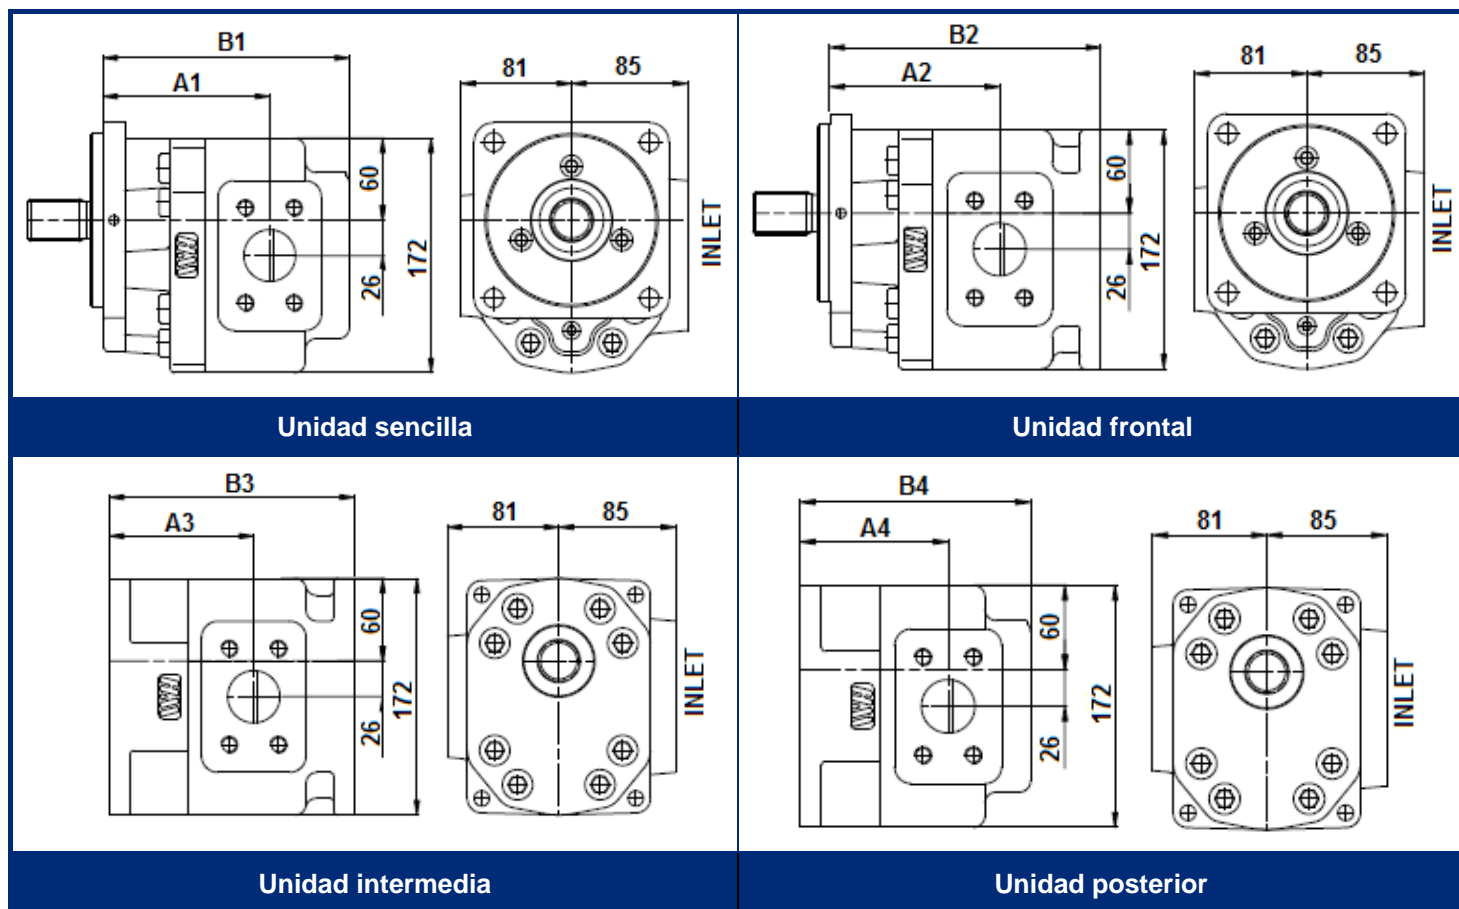 B1
A1
81
85
60
172
26
INLET
B2
A2
81
85
60
172
26
INLET
Unidad sencilla
Unidad frontal
B3
A3
81
85
60
172
26
INLET
B4
A4
81
85
60
172
26
INLET
Unidad intermedia
Unidad posterior